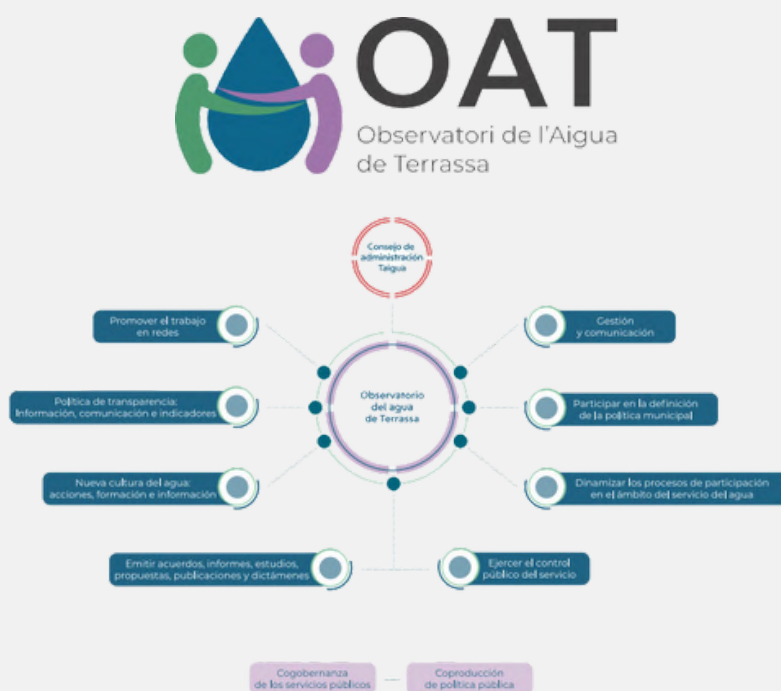 OAT
Observatori de l'Aigua
de Terrassa
Consejo de
administración
Taigua
Promover el trabajo
en redes
Gestión
y comunicación
Observatorio
del agua
de Terrassa
Política de transparencia:
Información, comunicación e indicadores
Participar en la definición
de la política municipal
Nueva cultura del agua:
acciones, formación e información
Dinamizar los procesos de participación
en el ámbito del servicio del agua
Emitir acuerdos, informes, estudios,
propuestas, publicaciones y dictámenes
Ejercer el control
público del servicio
Cogobernanza
de los servicios públicos
Coproducción
de política pública